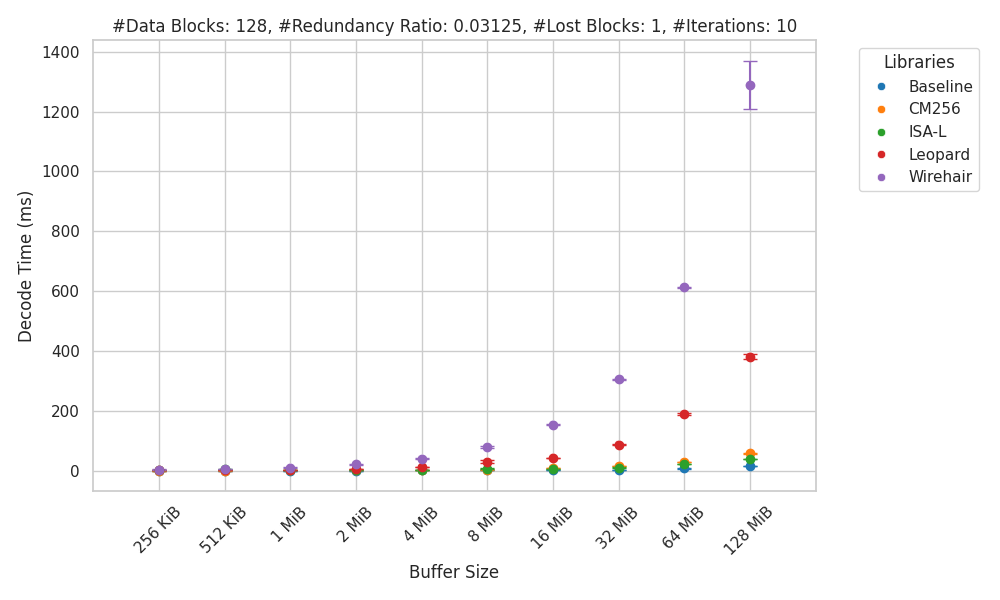 #Data Blocks: 128, #Redundancy Ratio: 0.03125, #Lost Blocks: 1, #Iterations: 10
1400
1200
1000
800
600
400
200
0
Decode Time (ms)
256 KiB
512 KiB
1 MiB
2 MiB
4 MiB
8 MiB
16 MiB
32 MiB
64 MiB
128 MiB
Buffer Size
Libraries
Baseline
CM256
ISA-L
Leopard
Wirehair